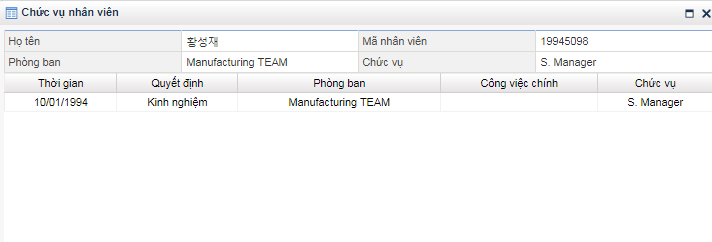 Chức vụ nhân viên
Họ tên 황성재 Mã nhân viên 19945098
Phòng ban Manufacturing TEAM Chức vụ S. Manager
Thời gian Quyết định Phòng ban Công việc chính Chức vụ
10/01/1994 Kinh nghiệm Manufacturing TEAM S. Manager